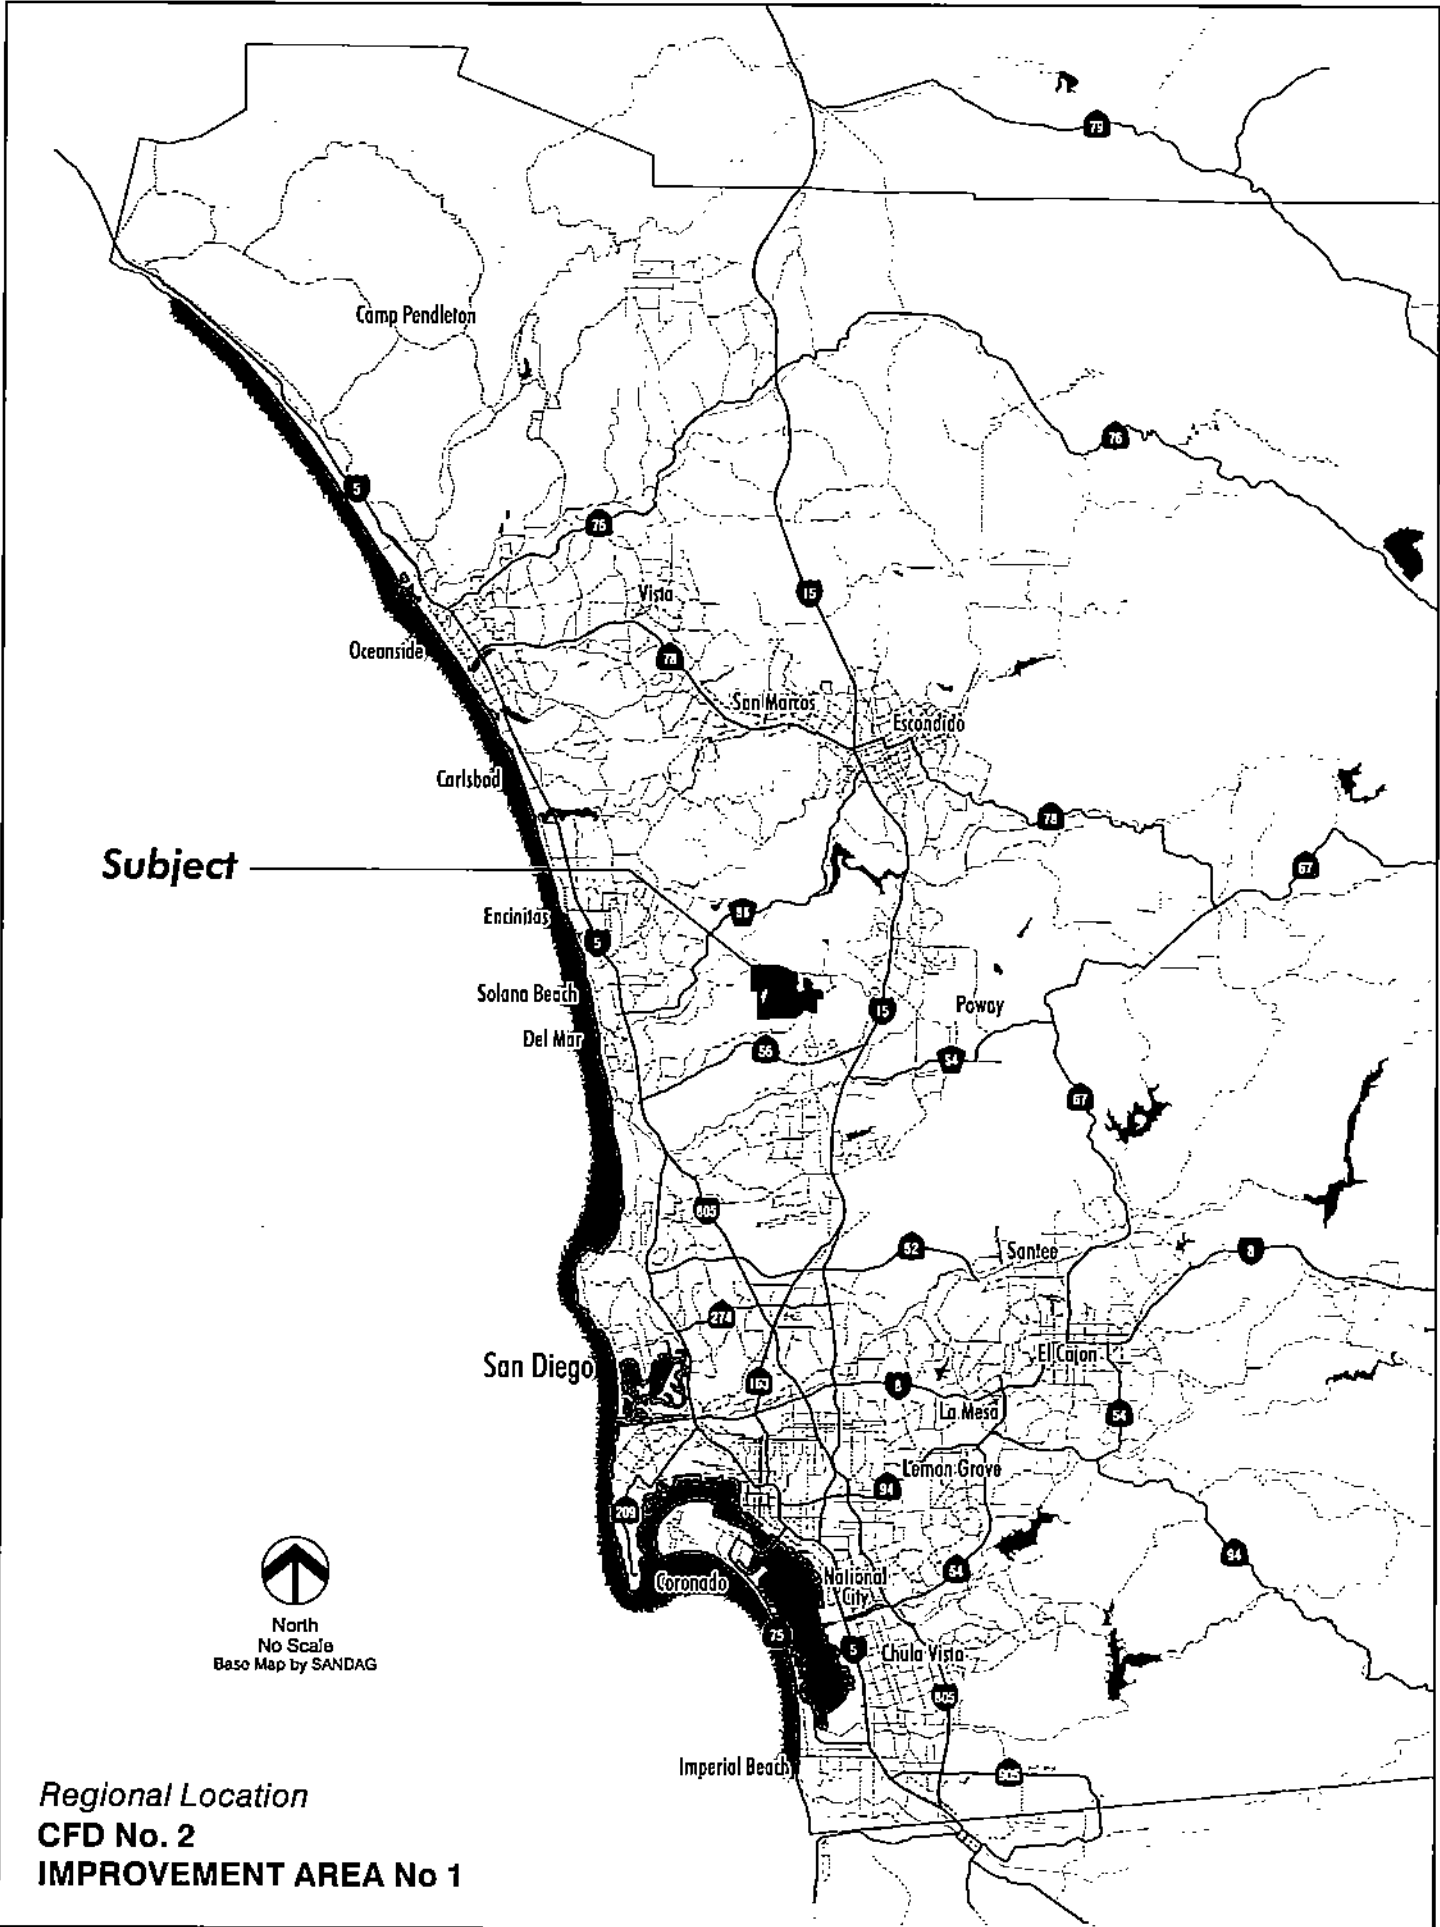 79
Camp Pendleton
76
5
76
Vista
15
Oceanside
78
San Marcos
Escondido
Carlsbad
78
Subject
67
Encinitas
5
Solana Beach
15
Poway
Del Mar
56
S4
67
805
52
Santee
8
274
San Diego
El Cajon
163
8
La Mesa
54
Lemon Grove
94
209
94
54
Coronado
National
City
75
5
Chula Vista
805
Imperial Beach
905
North
No Scale
Base Map by SANDAG
Regional Location
CFD No. 2
IMPROVEMENT AREA No 1